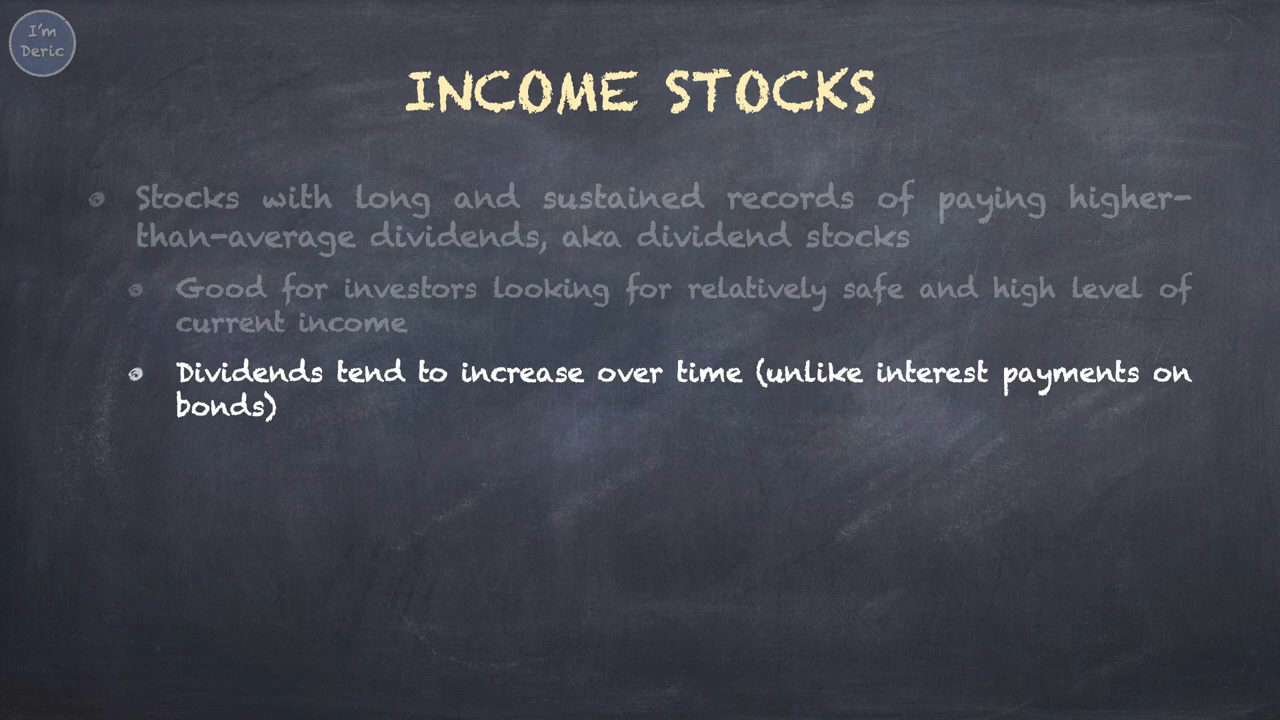 I'm
Deric
INCOME STOCKS
Stocks with long and sustained records of paying higher-
than-average dividends, aka dividend stocks
Good for investors looking for relatively safe and high level of
current income
Dividends tend to increase over time (unlike interest payments on
bonds)